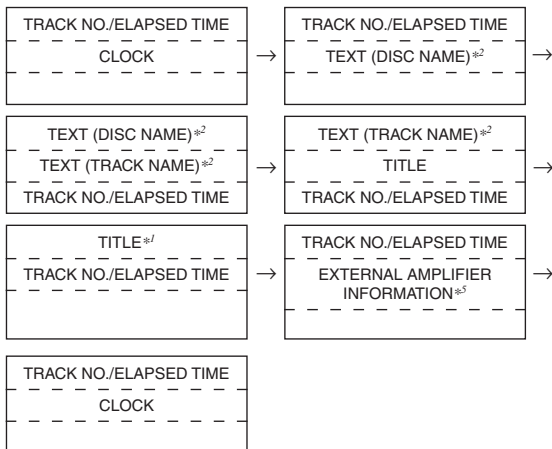 TRACK NO./ELAPSED TIME
CLOCK
→
TRACK NO./ELAPSED TIME
TEXT (DISC NAME)*2
→
TEXT (DISC NAME)*2
TEXT (TRACK NAME)*2
TRACK NO./ELAPSED TIME
→
TEXT (TRACK NAME)*2
TITLE
TRACK NO./ELAPSED TIME
→
TITLE*1
TRACK NO./ELAPSED TIME
→
TRACK NO./ELAPSED TIME
EXTERNAL AMPLIFIER
INFORMATION*5
→
TRACK NO./ELAPSED TIME
CLOCK